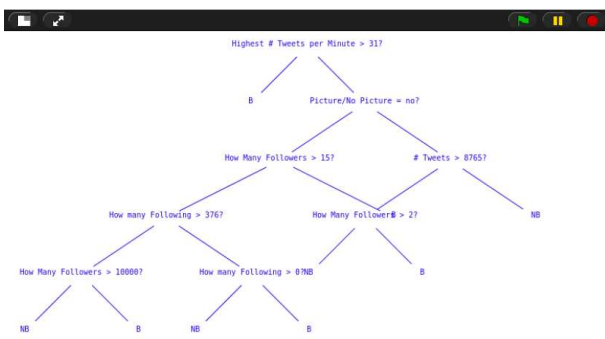 Highest # Tweets per Minute > 31?
B Picture/No Picture = no?
How Many Followers > 15? # Tweets > 8765?
How many Following > 376? How Many Followers > 2? NB
How Many Followers > 10000? How many Following > 0? NB B
NB B NB B